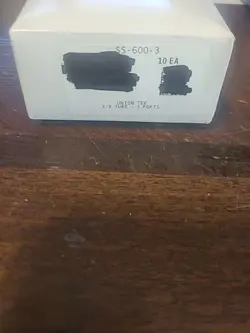 SS-600-3
10 EA
UNION TEE
3/8 TUBE - 3 PORTS